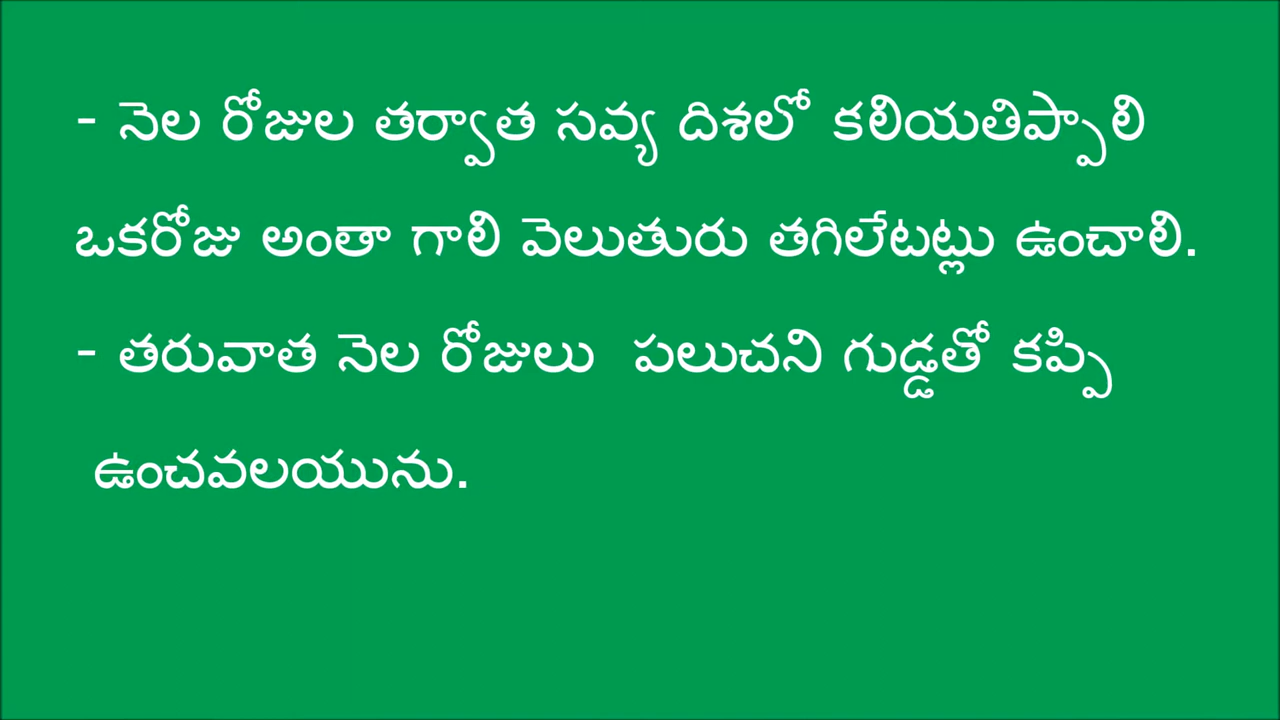 - నెల రోజుల తర్వాత సవ్య దిశలో కలియతిప్పాలి
ఒకరోజు అంతా గాలి వెలుతురు తగిలేటట్లు ఉంచాలి.
- తరువాత నెల రోజులు పలుచని గుడ్డతో కప్పి
ఉంచవలయును.